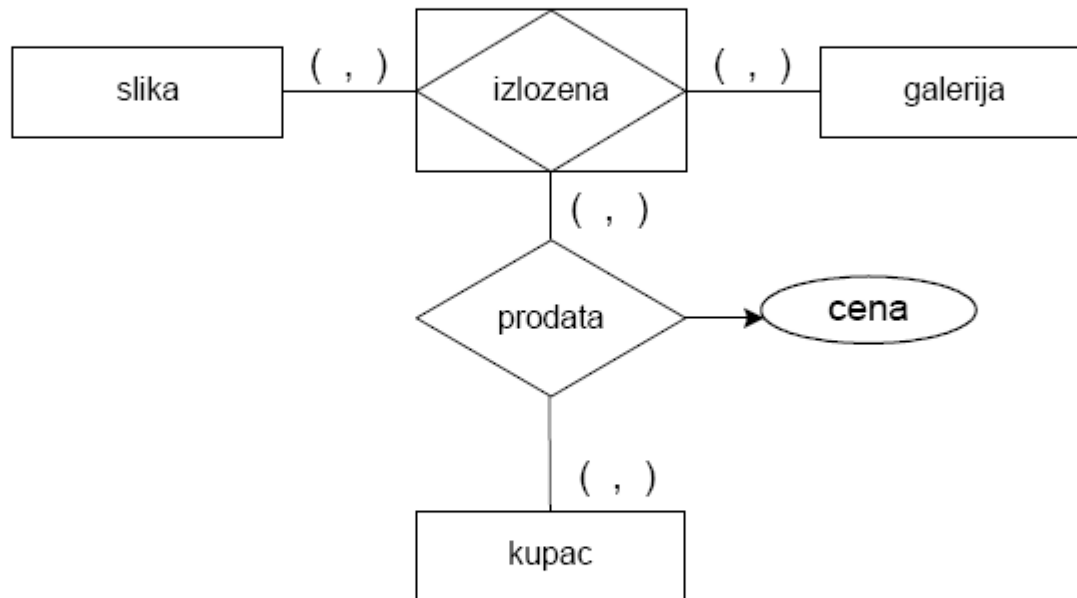 ( , ) ( , )
slika izlozena galerija
( , )
prodata cena
( , )
kupac